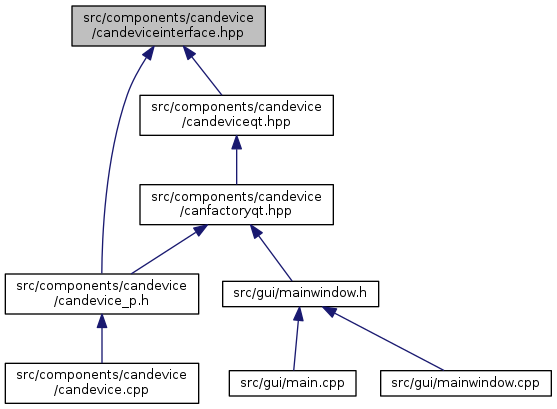 src/components/candevice
/candeviceinterface.hpp
src/components/candevice
/candeviceqt.hpp
src/components/candevice
/canfactoryqt.hpp
src/components/candevice
/candevice_p.h
src/gui/mainwindow.h
src/components/candevice
/candevice.cpp
src/gui/main.cpp
src/gui/mainwindow.cpp